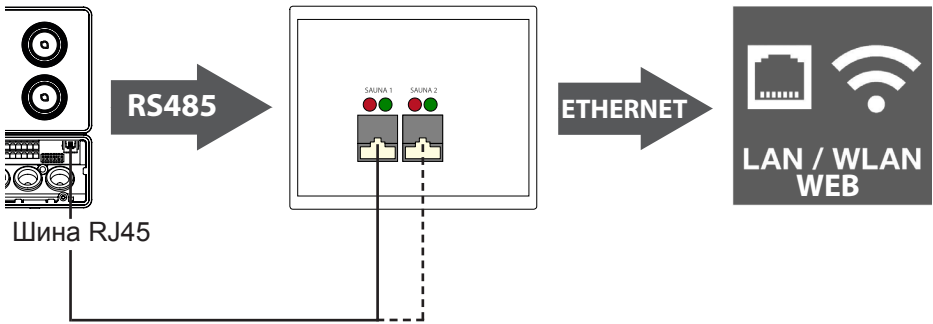 SAUNA 1 SAUNA 2
RS485
ETHERNET
LAN / WLAN
WEB
Шина RJ45